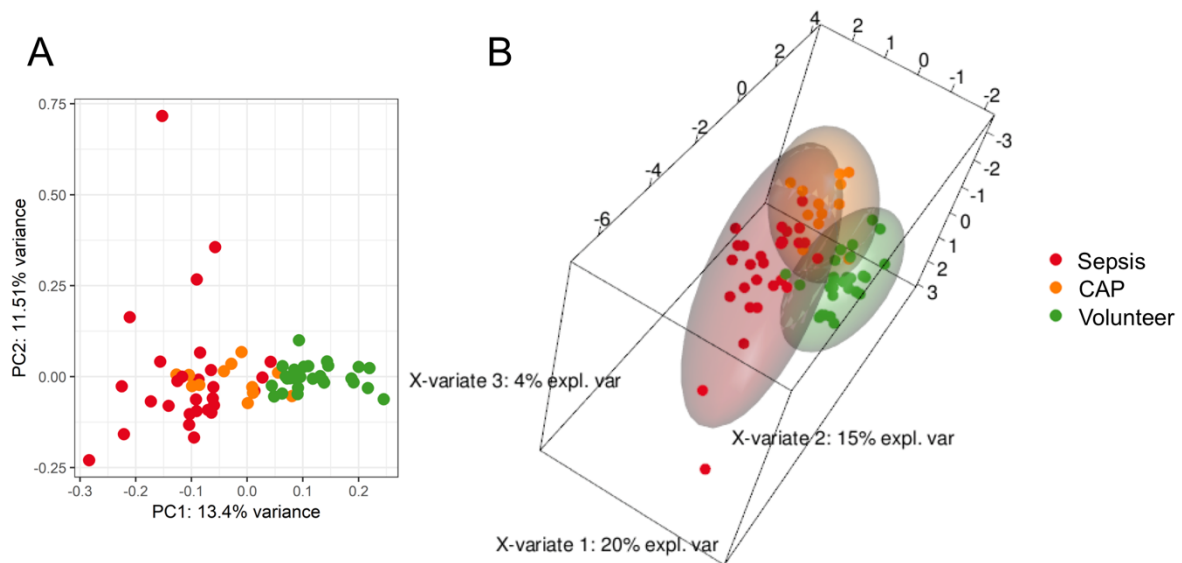 A
B
0.75
0.50
0.25
0.00
-0.25
PC2: 11.51% variance
-0.3
-0.2
-0.1
0.0
0.1
0.2
PC1: 13.4% variance
4
2
0
-2
-4
-6
2
1
0
-1
-2
-3
-2
-1
0
1
2
3
X-variate 3: 4% expl. var
X-variate 2: 15% expl. var
X-variate 1: 20% expl. var
Sepsis
CAP
Volunteer